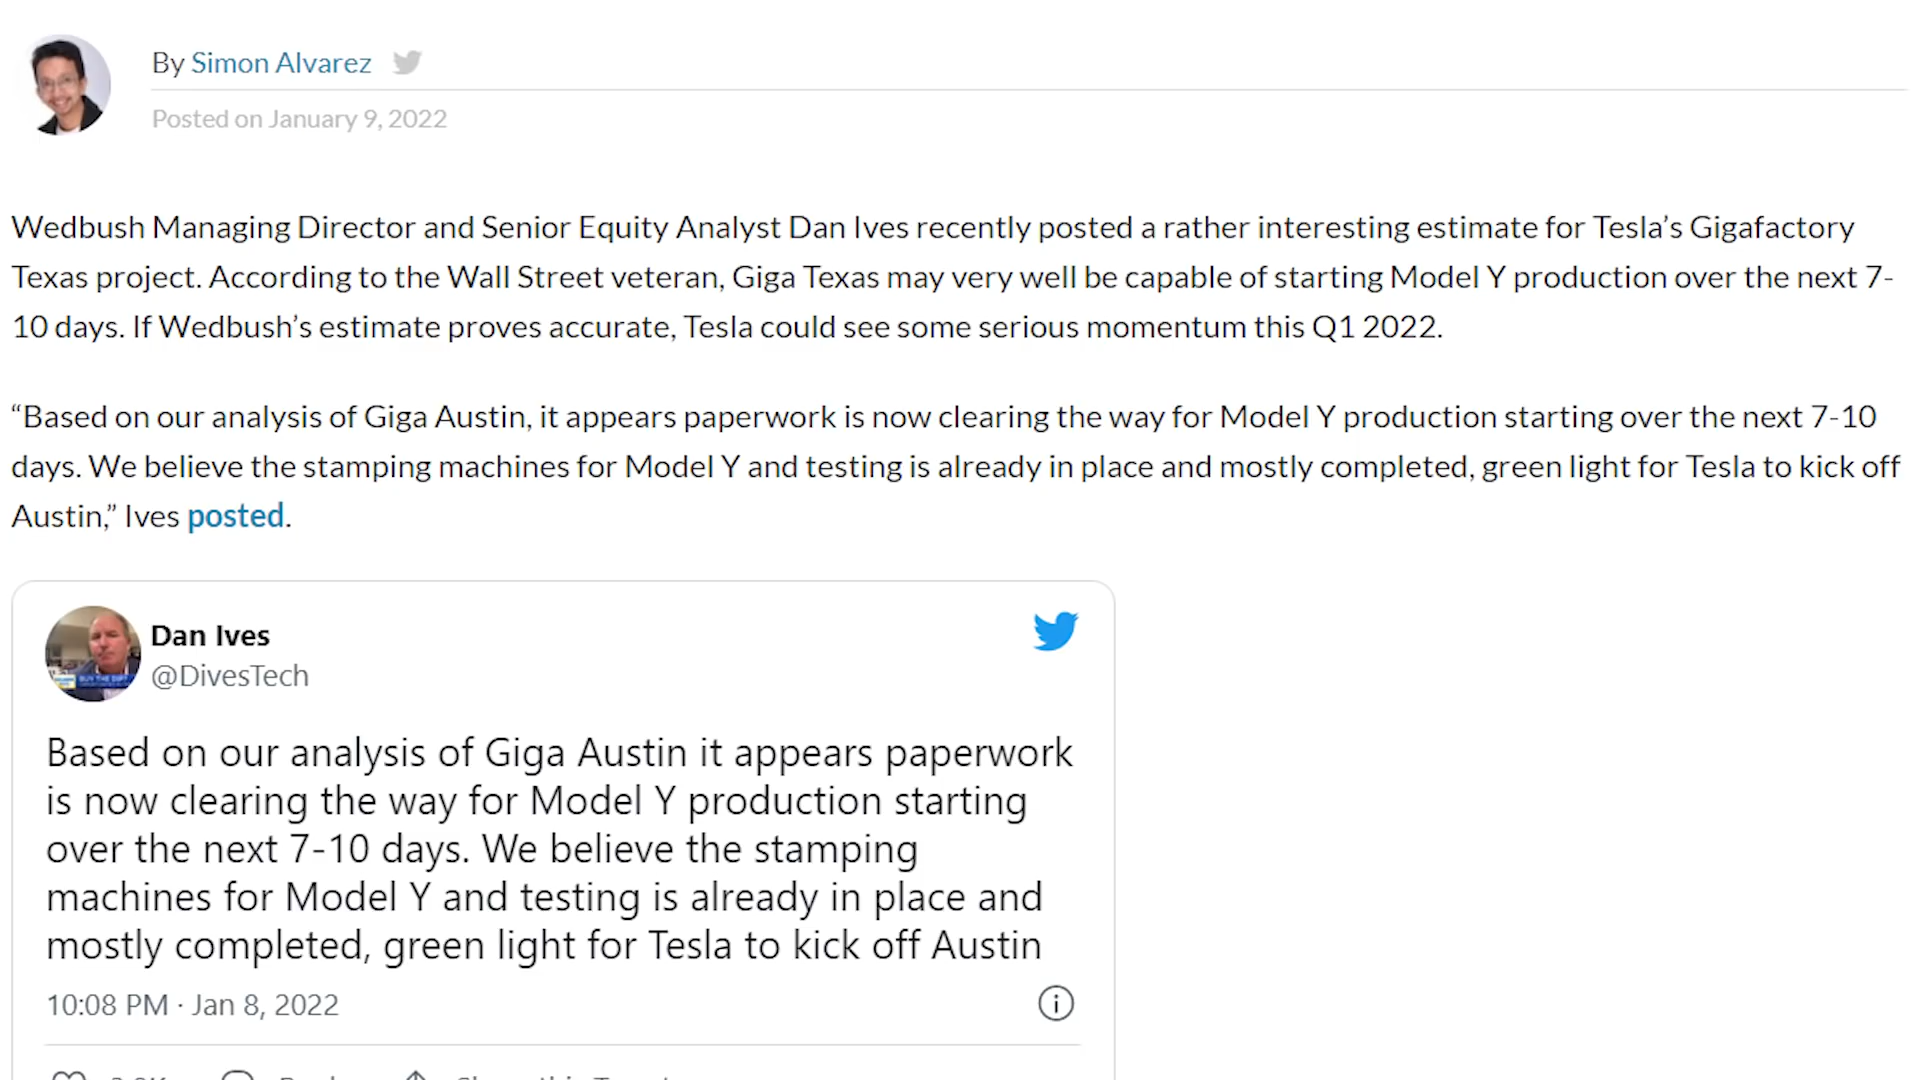 By Simon Alvarez
Posted on January 9, 2022
Wedbush Managing Director and Senior Equity Analyst Dan Ives recently posted a rather interesting estimate for Tesla’s Gigafactory
Texas project. According to the Wall Street veteran, Giga Texas may very well be capable of starting Model Y production over the next 7-
10 days. If Wedbush’s estimate proves accurate, Tesla could see some serious momentum this Q1 2022.
“Based on our analysis of Giga Austin, it appears paperwork is now clearing the way for Model Y production starting over the next 7-10
days. We believe the stamping machines for Model Y and testing is already in place and mostly completed, green light for Tesla to kick off
Austin,” Ives posted.
Dan Ives
@DivesTech
Based on our analysis of Giga Austin it appears paperwork
is now clearing the way for Model Y production starting
over the next 7-10 days. We believe the stamping
machines for Model Y and testing is already in place and
mostly completed, green light for Tesla to kick off Austin
10:08 PM · Jan 8, 2022